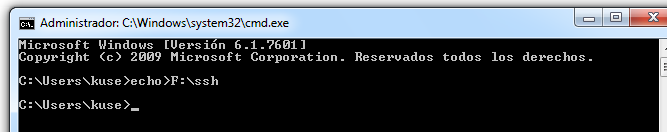 Administrador: C:\Windows\system32\cmd.exe
Microsoft Windows [Versión 6.1.7601]
Copyright (c) 2009 Microsoft Corporation. Reservados todos los derechos.
C:\Users\kuse>echo>F:\ssh
C:\Users\kuse>_